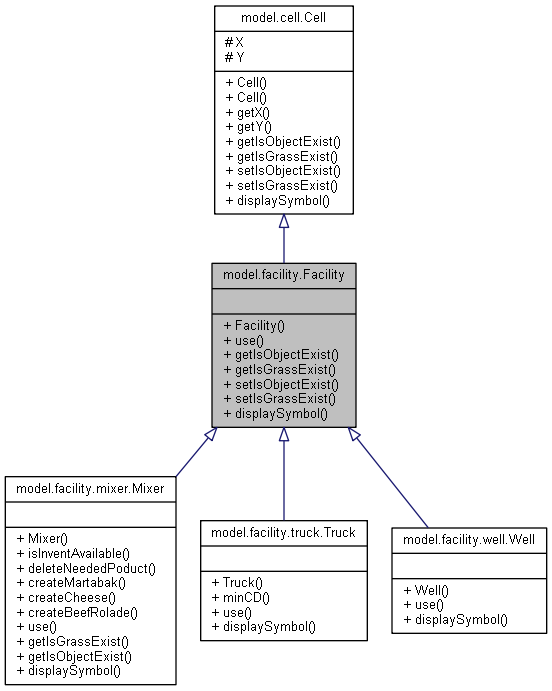 model.cell.Cell
# X
# Y
+ Cell()
+ Cell()
+ getX()
+ getY()
+ getIsObjectExist()
+ getIsGrassExist()
+ setIsObjectExist()
+ setIsGrassExist()
+ displaySymbol()
model.facility.Facility
+ Facility()
+ use()
+ getIsObjectExist()
+ getIsGrassExist()
+ setIsObjectExist()
+ setIsGrassExist()
+ displaySymbol()
model.facility.mixer.Mixer
+ Mixer()
+ isInventAvailable()
+ deleteNeededPoduct()
+ createMartabak()
+ createCheese()
+ createBeefRolade()
+ use()
+ getIsGrassExist()
+ getIsObjectExist()
+ displaySymbol()
model.facility.truck.Truck
+ Truck()
+ minCD()
+ use()
+ displaySymbol()
model.facility.well.Well
+ Well()
+ use()
+ displaySymbol()